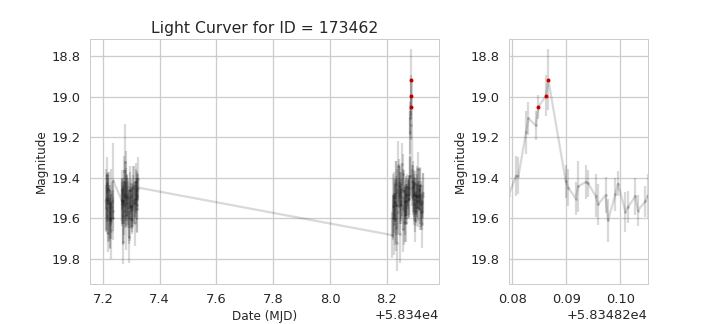 Light Curver for ID = 173462
Magnitude
18.8
19.0
19.2
19.4
19.6
19.8
7.2 7.4 7.6 7.8 8.0 8.2
Date (MJD)
+5.834e4
Magnitude
18.8
19.0
19.2
19.4
19.6
19.8
0.08 0.09 0.10
+5.83482e4